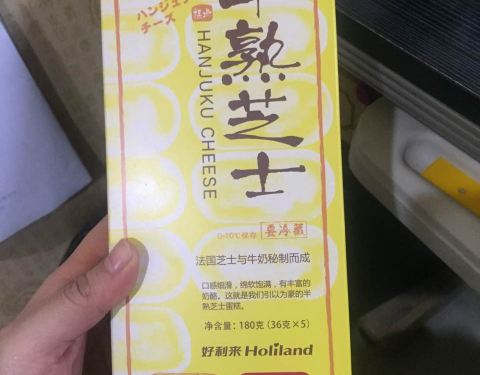 ハンジュク
チーズ
半熟芝士
HANJUKU CHEESE
0-10℃保存 要冷藏
法国芝士与牛奶秘制而成
口感细滑，绵软饱满，有丰富的
奶酪。这就是我们引以为豪的半
熟芝士蛋糕。
净含量：180克（36克×5）
好利来 Holiland